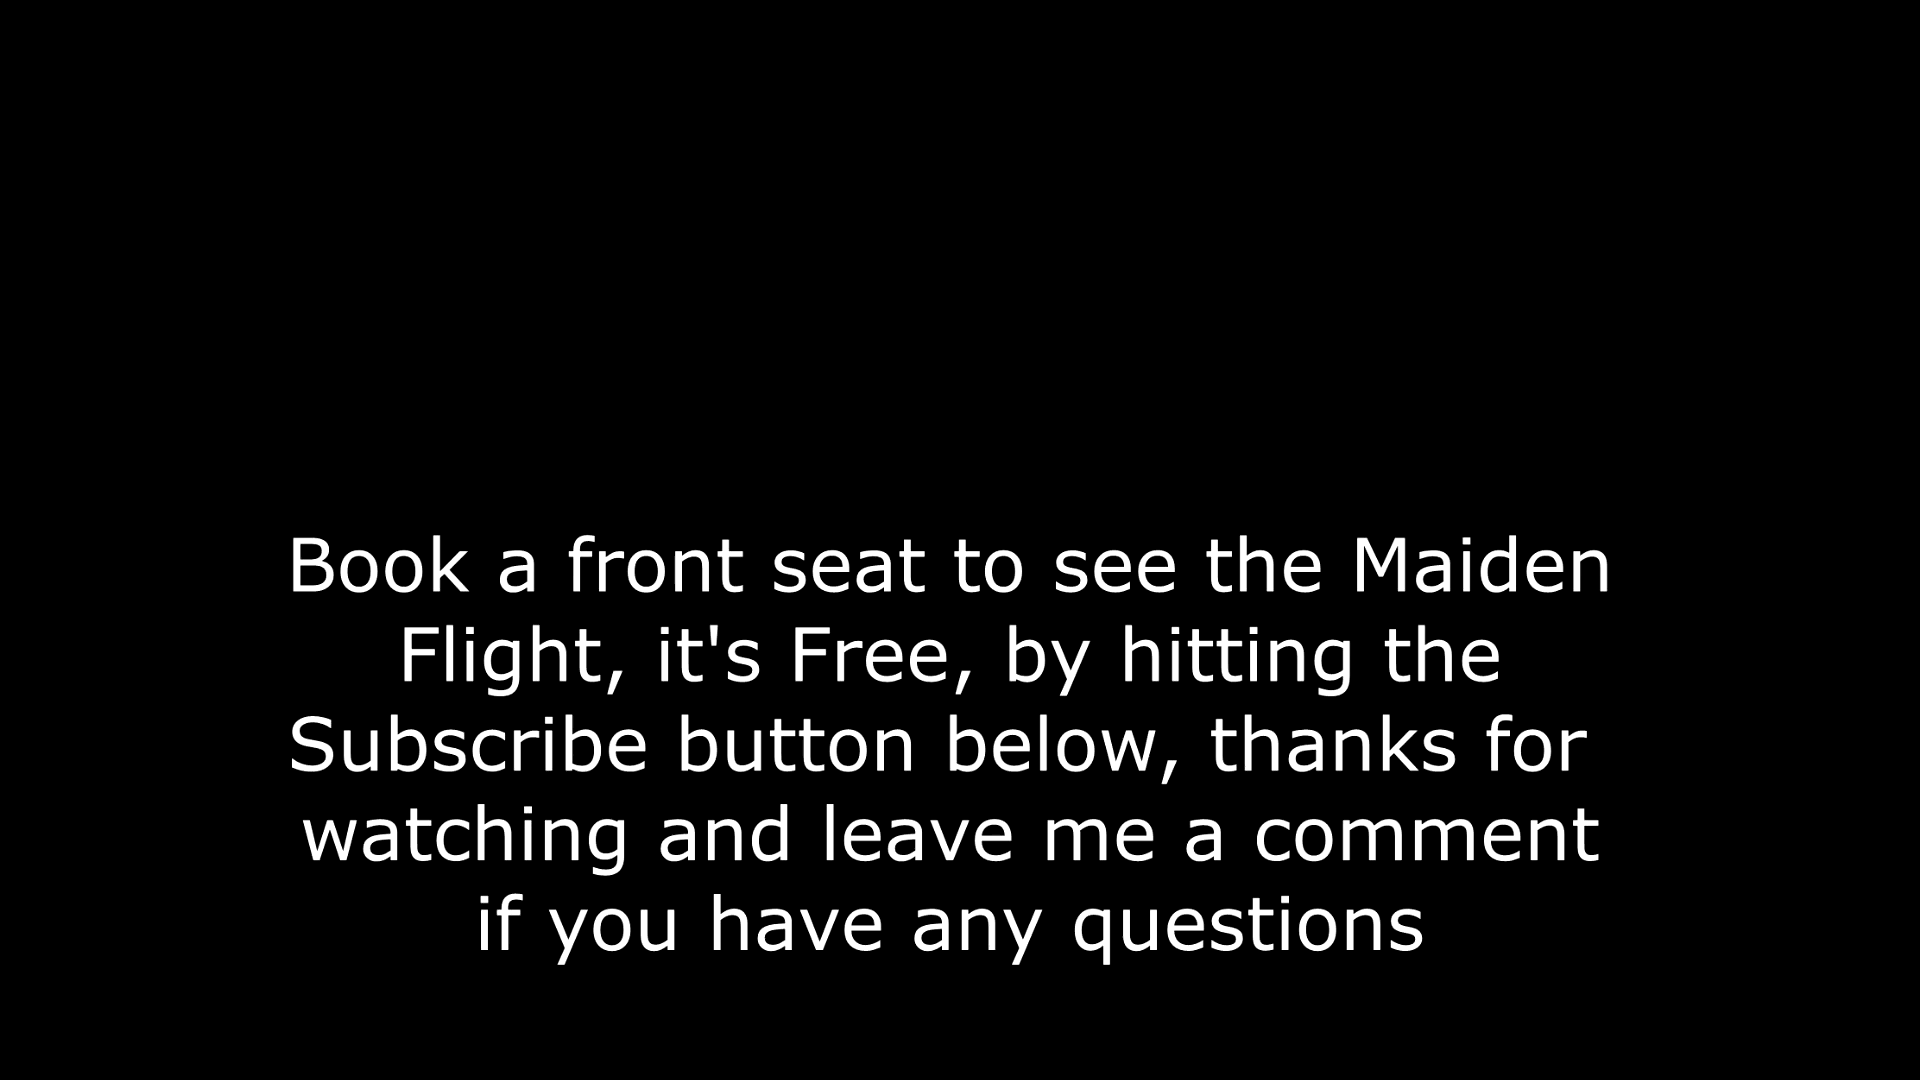 Book a front seat to see the Maiden
Flight, it's Free, by hitting the
Subscribe button below, thanks for
watching and leave me a comment
if you have any questions